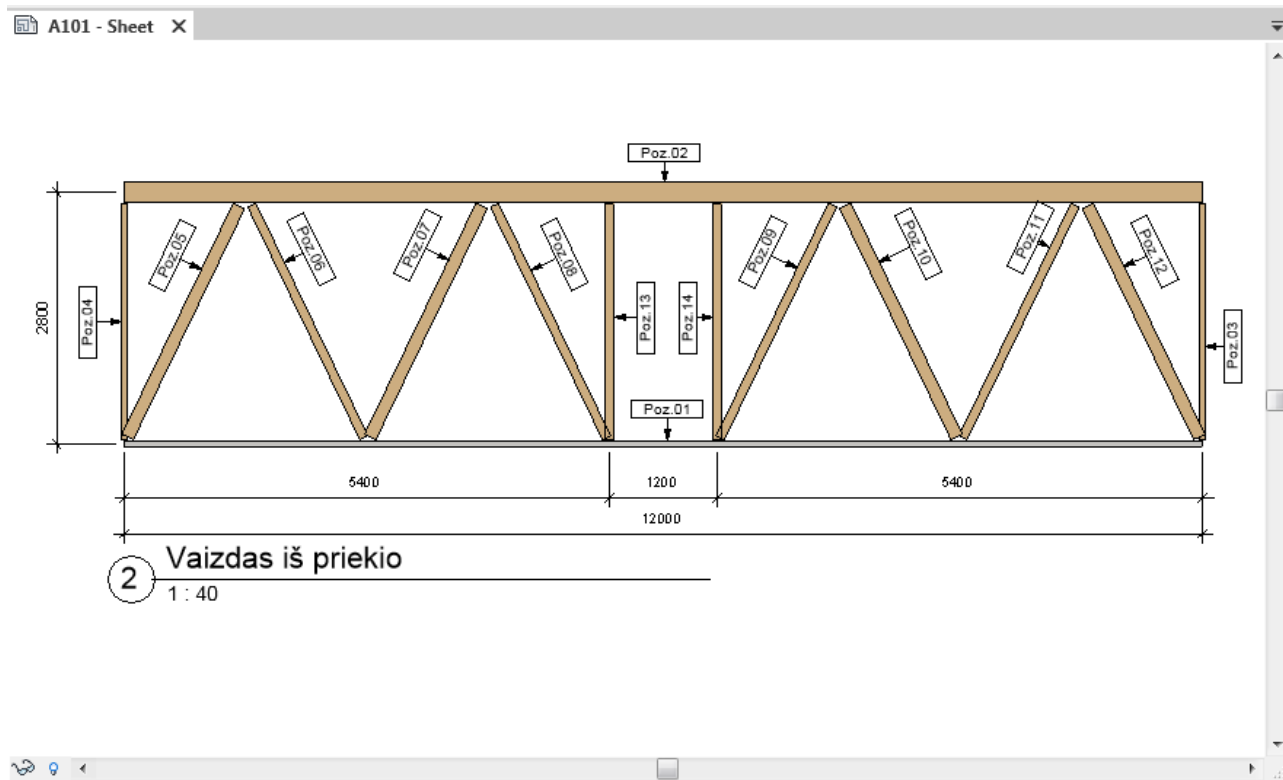 A101 - Sheet
Poz.02
Poz.05
Poz.06
Poz.07
Poz.08
Poz.09
Poz.10
Poz.11
Poz.12
2800
Poz.04
Poz.13
Poz.14
Poz.03
Poz.01
5400
1200
5400
12000
2
Vaizdas iš priekio
1 : 40